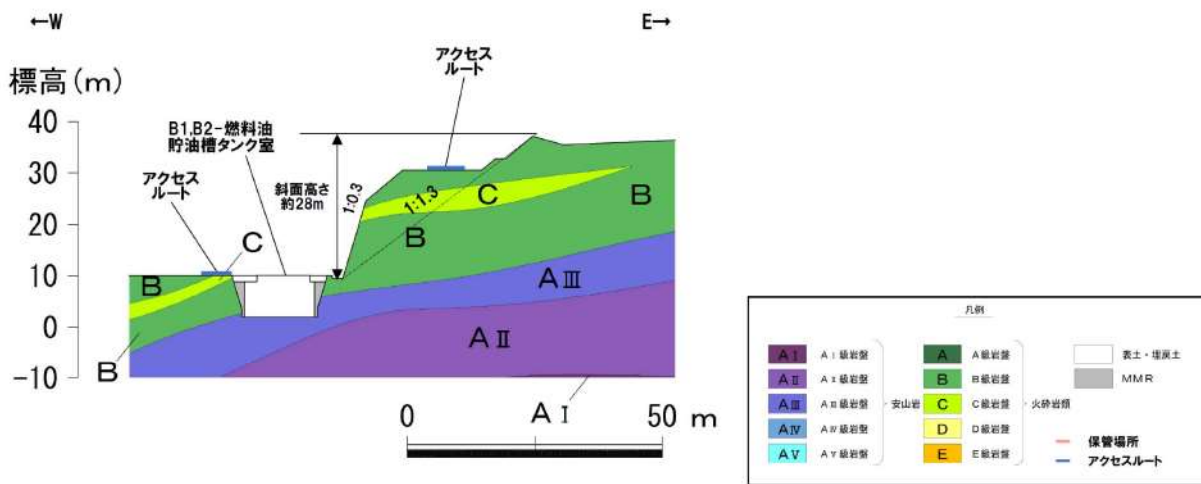 ←W
E→
標高(m)
アクセス
ルート
B1,B2-燃料油
貯油槽タンク室
アクセス
ルート
斜面高さ
約28m
1:0.3
1:1.3
40
30
20
10
0
-10
C
B
B
C
B
B
AⅢ
AⅡ
AⅠ
0
50
m
凡例
AⅠ AⅠ級岩盤
AⅡ AⅡ級岩盤
AⅢ AⅢ級岩盤
AⅣ AⅣ級岩盤
AⅤ AⅤ級岩盤
安山岩
A A級岩盤
B B級岩盤
C C級岩盤
D D級岩盤
E E級岩盤
火砕岩類
表土・埋戻土
MMR
保管場所
アクセスルート